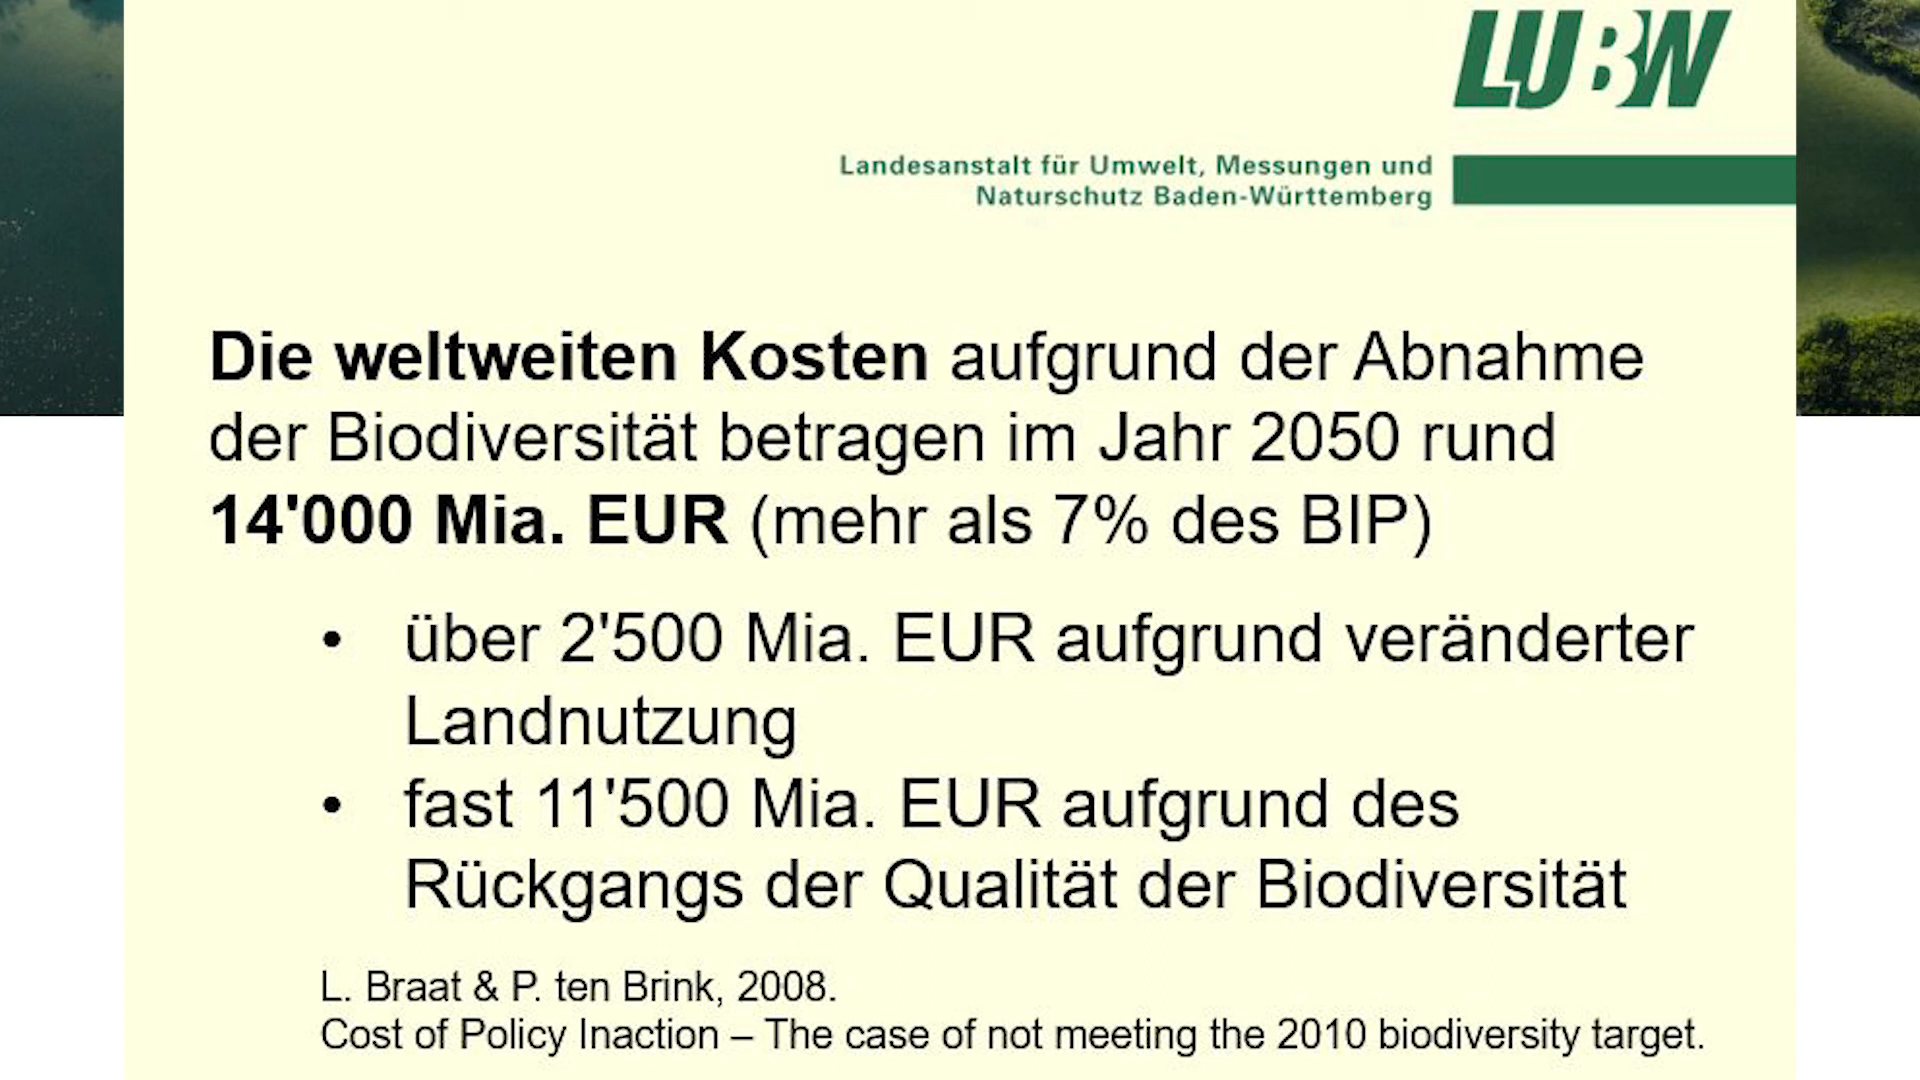 LUBW
Landesanstalt für Umwelt, Messungen und
Naturschutz Baden-Württemberg
Die weltweiten Kosten aufgrund der Abnahme
der Biodiversität betragen im Jahr 2050 rund
14'000 Mia. EUR (mehr als 7% des BIP)
• über 2'500 Mia. EUR aufgrund veränderter
Landnutzung
• fast 11'500 Mia. EUR aufgrund des
Rückgangs der Qualität der Biodiversität
L. Braat & P. ten Brink, 2008.
Cost of Policy Inaction – The case of not meeting the 2010 biodiversity target.